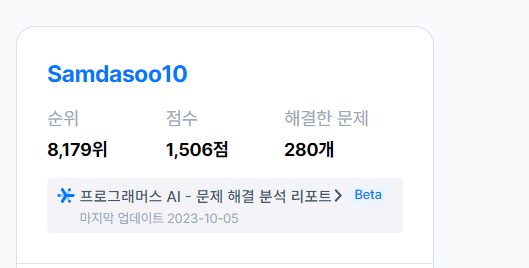 Samdasoo10
순위 점수 해결한 문제
8,179위 1,506점 280개
프로그래머스 AI - 문제 해결 분석 리포트 Beta
마지막 업데이트 2023-10-05